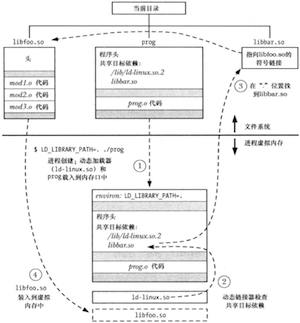 当前目录
libfoo.so
prog
libbar.so
头
mod1.o 代码
mod2.o 代码
mod3.o 代码
程序头
共享目标依赖:
/lib/ld-linux.so.2
libbar.so
prog.o 代码
指向libfoo.so的
符号链接
③ 在"."位置找
到libbar.so
文件系统
进程虚拟内存
$ LD_LIBRARY_PATH=. ./prog
进程创建; 动态加载器
(ld-linux.so) 和
prog载入到内存口中
①
environ: LD_LIBRARY_PATH=.
程序头
共享目标依赖:
/lib/ld-linux.so.2
libbar.so
prog.o 代码
④
libfoo.so
装入到虚拟
内存中
②
ld-linux.so
动态链接器检查
共享目标依赖
libfoo.so